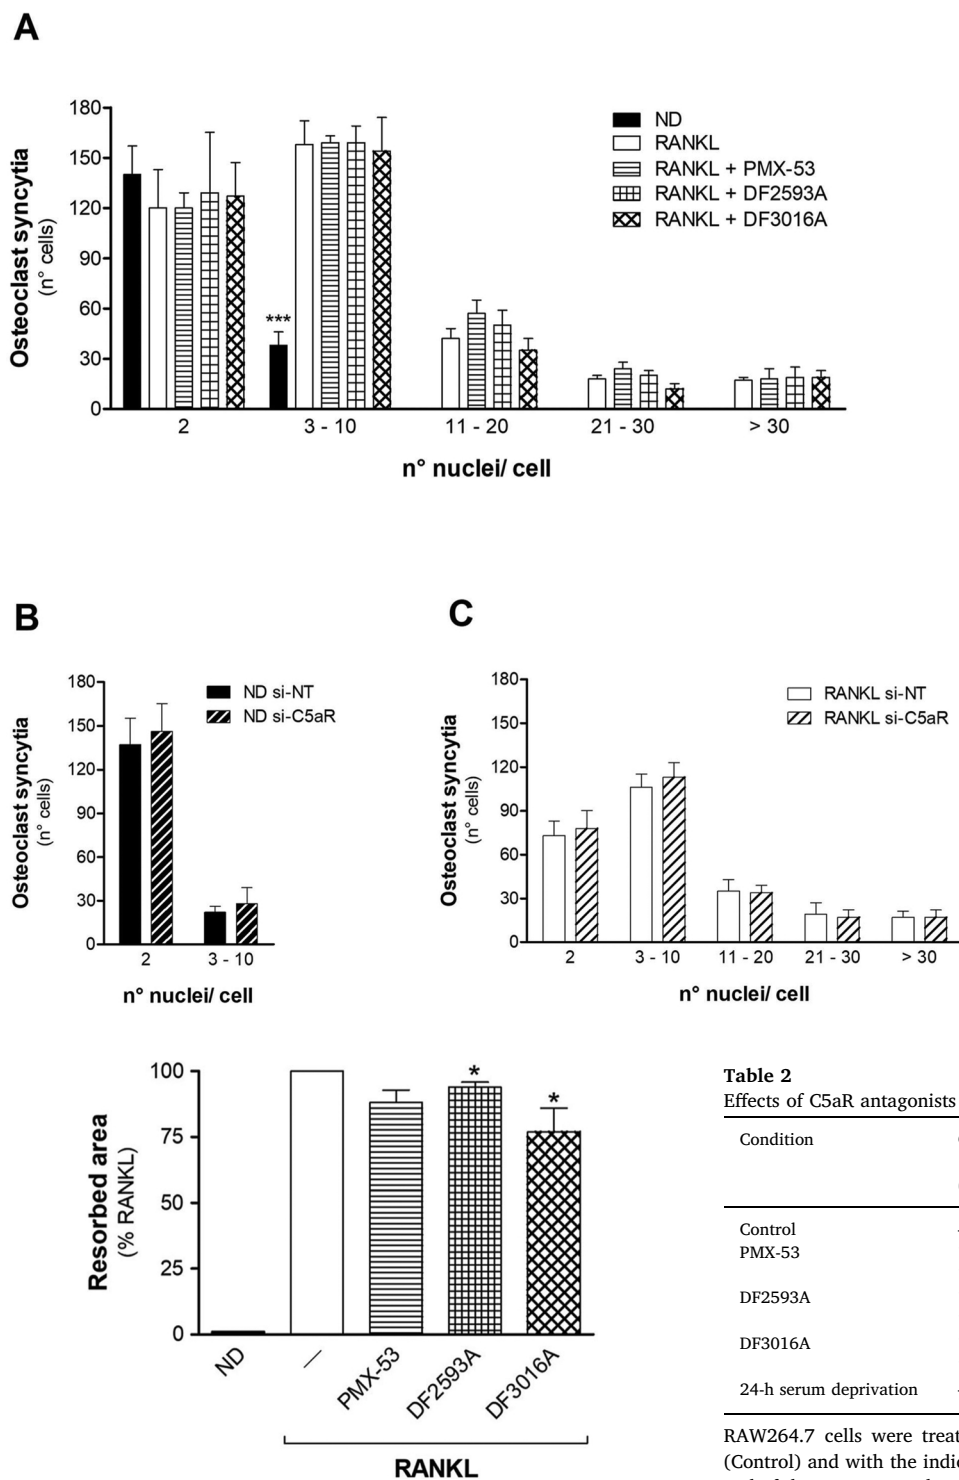 A
180
150
120
90
60
30
0
Osteoclast syncytia
(n° cells)
***
ND
RANKL
RANKL + PMX-53
RANKL + DF2593A
RANKL + DF3016A
2 3 - 10 11 - 20 21 - 30 > 30
n° nuclei/ cell
B
180
150
120
90
60
30
0
Osteoclast syncytia
(n° cells)
ND si-NT
ND si-C5aR
2 3 - 10
n° nuclei/ cell
C
180
150
120
90
60
30
0
Osteoclast syncytia
(n° cells)
RANKL si-NT
RANKL si-C5aR
2 3 - 10 11 - 20 21 - 30 > 30
n° nuclei/ cell
100
75
50
25
0
Resorbed area
(% RANKL)
*
*
ND — PMX-53 DF2593A DF3016A
RANKL
Table 2
Effects of C5aR antagonists
Condition
Control
PMX-53
DF2593A
DF3016A
24-h serum deprivation
RAW264.7 cells were treat
(Control) and with the indic